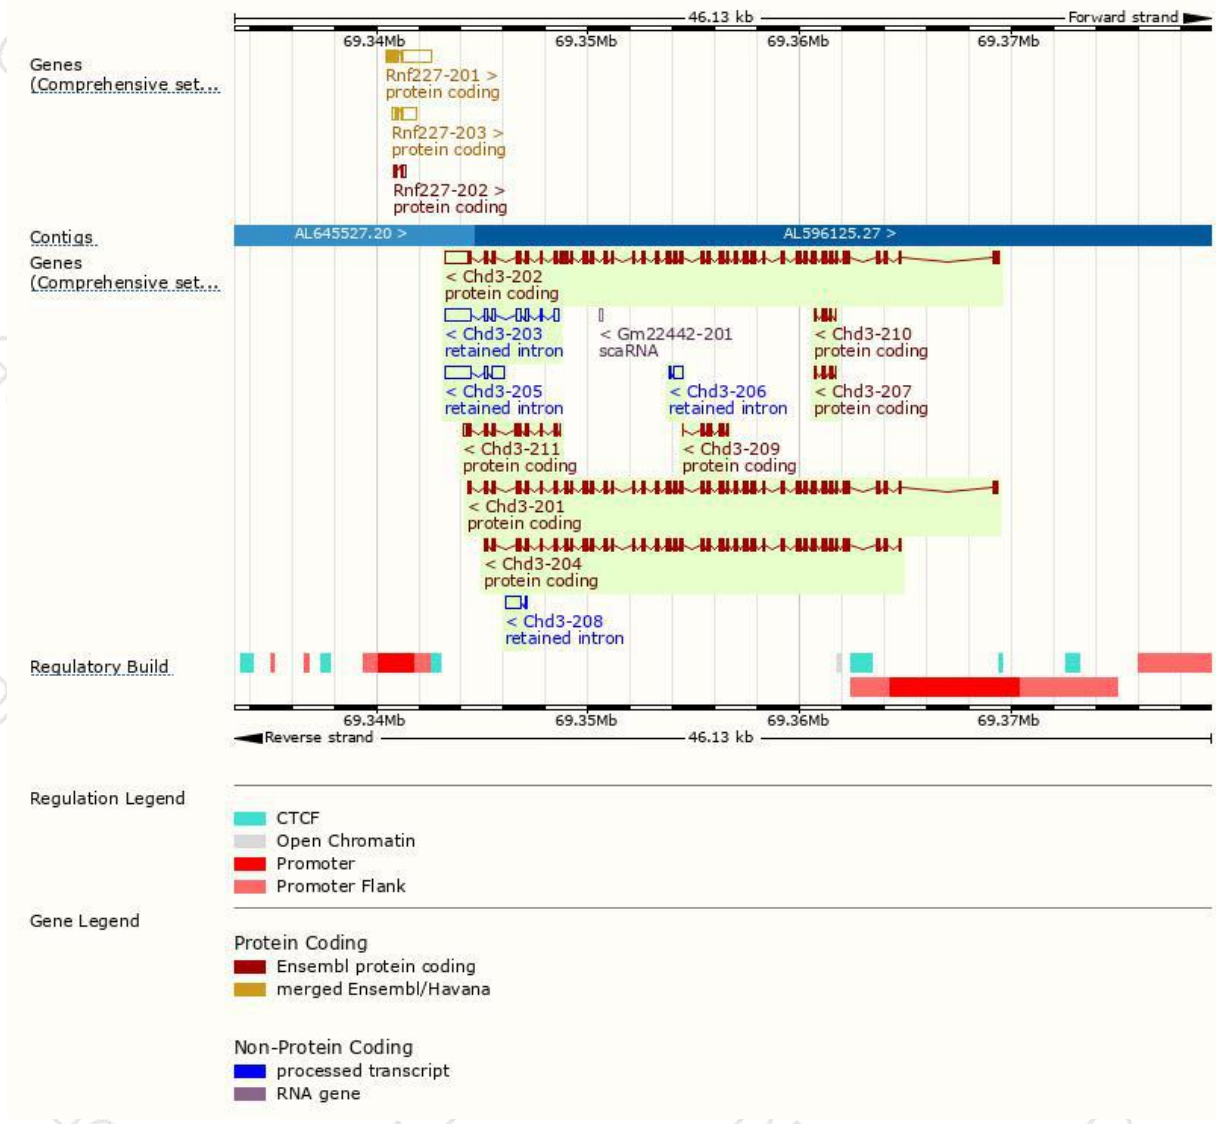 46.13 kb Forward strand
69.34Mb 69.35Mb 69.36Mb 69.37Mb
Genes
(Comprehensive set...
Rnf227-201 >
protein coding
Rnf227-203 >
protein coding
Rnf227-202 >
protein coding
Contigs
AL645527.20 > AL596125.27 >
Genes
(Comprehensive set...
< Chd3-202
protein coding
< Chd3-203 < Gm22442-201 < Chd3-210
retained intron scaRNA protein coding
< Chd3-205 < Chd3-206 < Chd3-207
retained intron retained intron protein coding
< Chd3-211 < Chd3-209
protein coding protein coding
< Chd3-201
protein coding
< Chd3-204
protein coding
< Chd3-208
retained intron
Regulatory Build
69.34Mb 69.35Mb 69.36Mb 69.37Mb
Reverse strand 46.13 kb
Regulation Legend
CTCF
Open Chromatin
Promoter
Promoter Flank
Gene Legend
Protein Coding
Ensembl protein coding
merged Ensembl/Havana
Non-Protein Coding
processed transcript
RNA gene